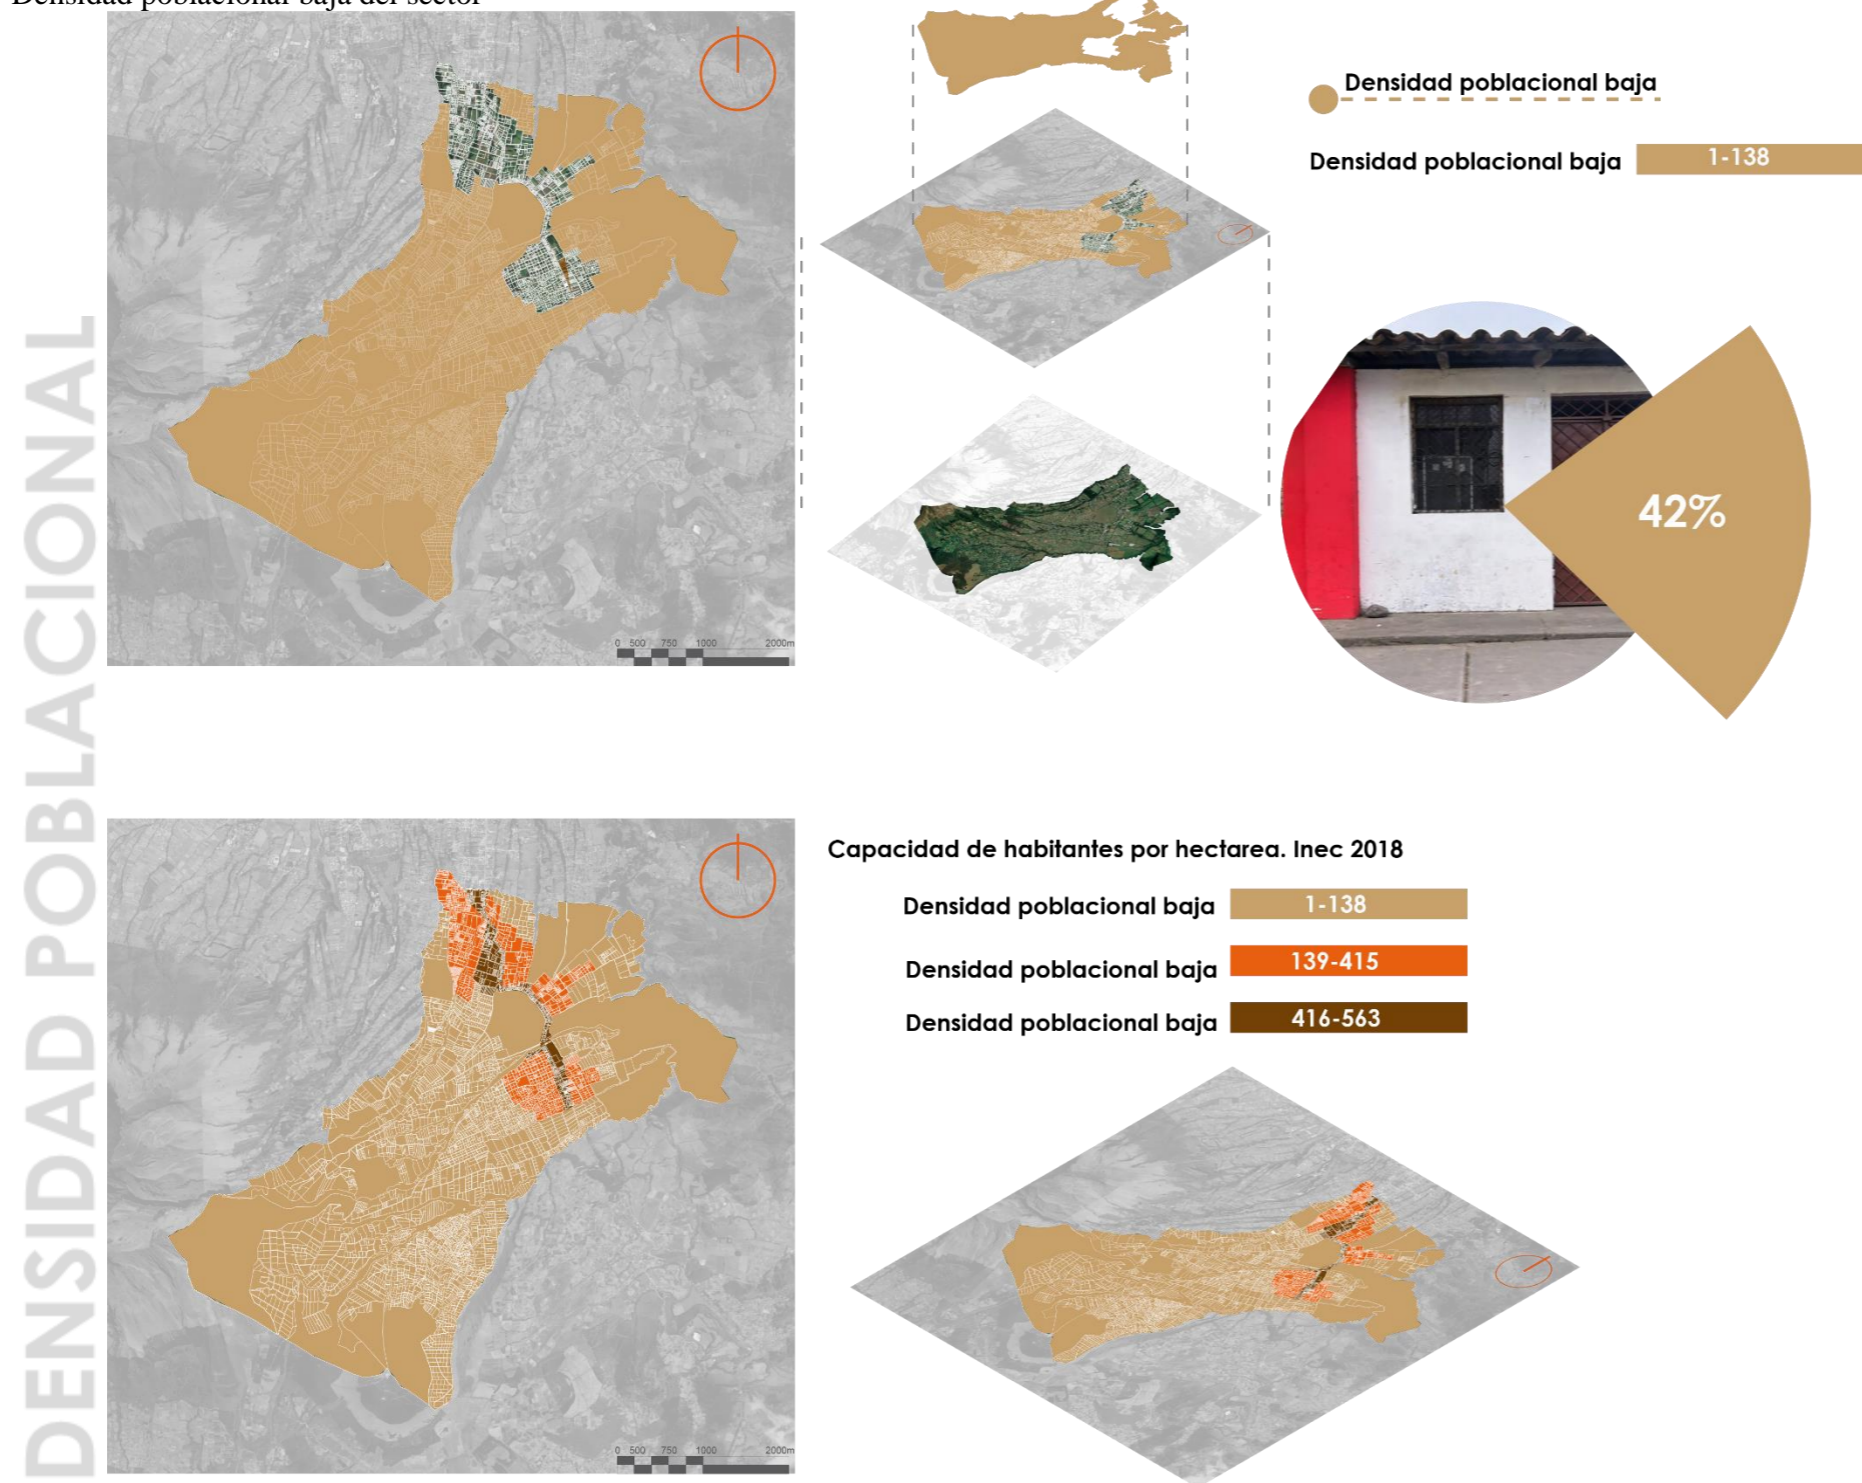 Densidad poblacional baja del sector
DENSIDAD POBLACIONAL
0 500 750 1000 2000m
Densidad poblacional baja
Densidad poblacional baja 1-138
42%
Capacidad de habitantes por hectarea. Inec 2018
Densidad poblacional baja 1-138
Densidad poblacional baja 139-415
Densidad poblacional baja 416-563
0 500 750 1000 2000m